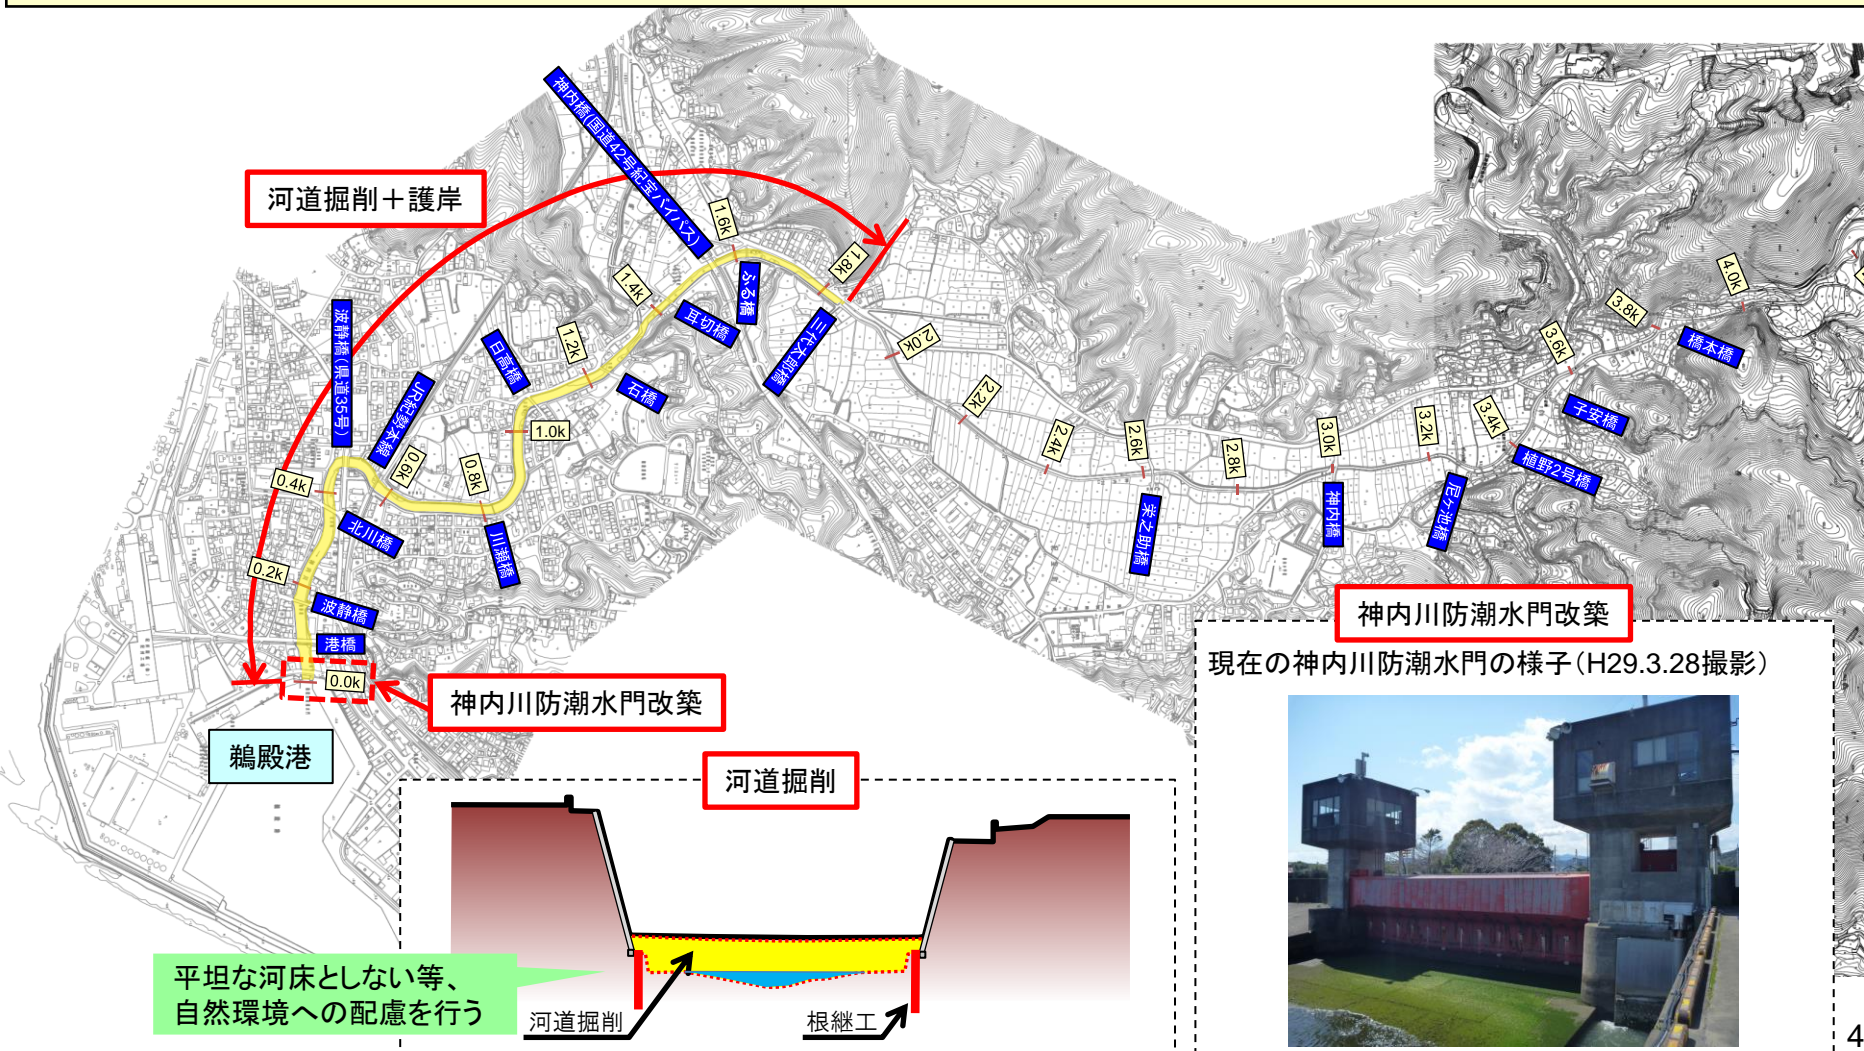 神内橋(国道42号紀宝バイパス)
河道掘削＋護岸
1.6k
1.8k
1.4k
ふる橋
耳切橋
三代太郎橋
波静橋(県道35号)
日高橋
1.2k
石橋
JR紀勢本線
1.0k
0.8k
0.6k
0.4k
北川橋
川瀬橋
0.2k
波静橋
港橋
0.0k
神内川防潮水門改築
鵜殿港
2.0k
2.2k
2.4k
2.6k
2.8k
3.0k
3.2k
3.4k
3.6k
3.8k
4.0k
橋本橋
子安橋
植野2号橋
尼ケ池橋
神内橋
栄之助橋
神内川防潮水門改築
現在の神内川防潮水門の様子（H29.3.28撮影）
河道掘削
平坦な河床としない等、
自然環境への配慮を行う
河道掘削
根継工
4